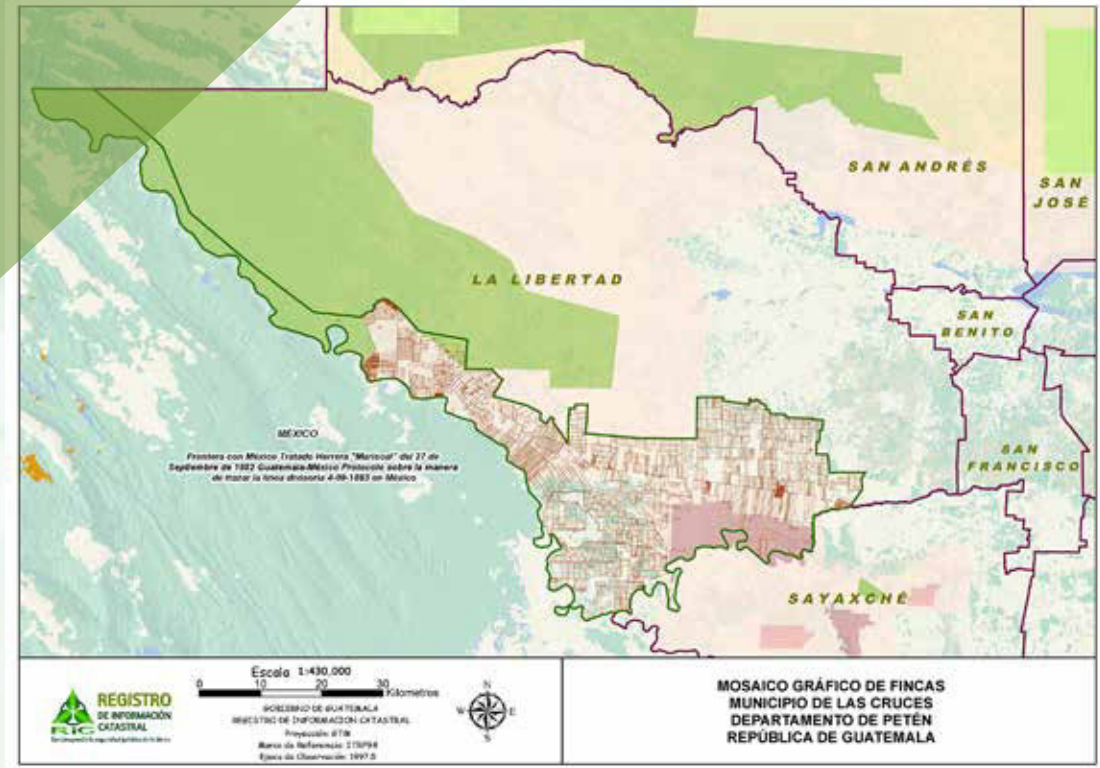 SAN ANDRÉS
SAN
JOSÉ
LA LIBERTAD
SAN
BENITO
MÉXICO
Frontera con México Tratado Herrera "Mariscal" del 27 de
Septiembre de 1882 Guatemala-México Protocolo sobre la manera
de trazar la línea divisoria 4-09-1883 en México
SAN
FRANCISCO
SAYAXCHÉ
REGISTRO
DE INFORMACIÓN
CATASTRAL
RIC
Escala 1:430,000
0 10 20 30
Kilometros
GOBIERNO DE GUATEMALA
REGISTRO DE INFORMACION CATASTRAL
Proyección: GTM
Marco de Referencia: ITRF94
Época de Observación: 1997.5
N
W E
S
MOSAICO GRÁFICO DE FINCAS
MUNICIPIO DE LAS CRUCES
DEPARTAMENTO DE PETÉN
REPÚBLICA DE GUATEMALA